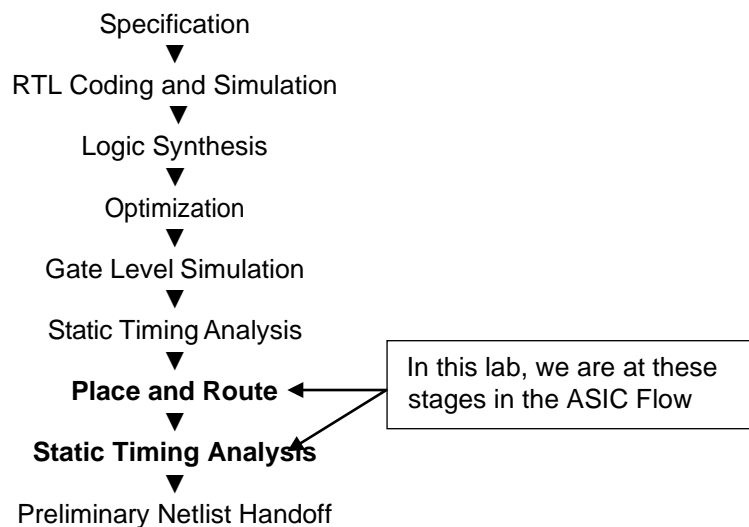 Specification
RTL Coding and Simulation
Logic Synthesis
Optimization
Gate Level Simulation
Static Timing Analysis
Place and Route
Static Timing Analysis
Preliminary Netlist Handoff
In this lab, we are at these
stages in the ASIC Flow